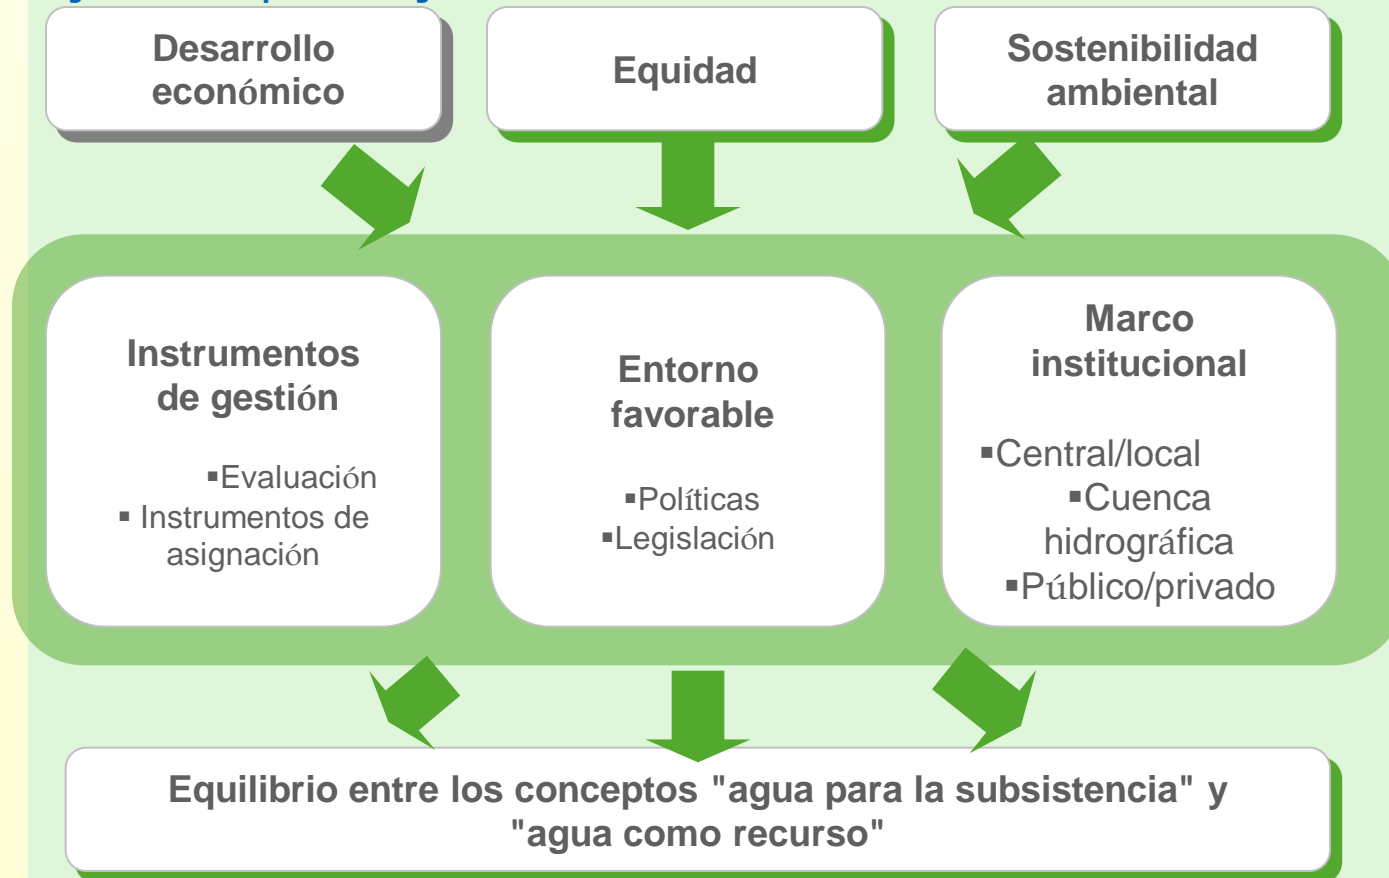 Desarrollo
económico
Equidad
Sostenibilidad
ambiental
Instrumentos
de gestión
▪Evaluación
▪ Instrumentos de
asignación
Entorno
favorable
▪Políticas
▪Legislación
Marco
institucional
▪Central/local
▪Cuenca
hidrográfica
▪Público/privado
Equilibrio entre los conceptos "agua para la subsistencia" y
"agua como recurso"